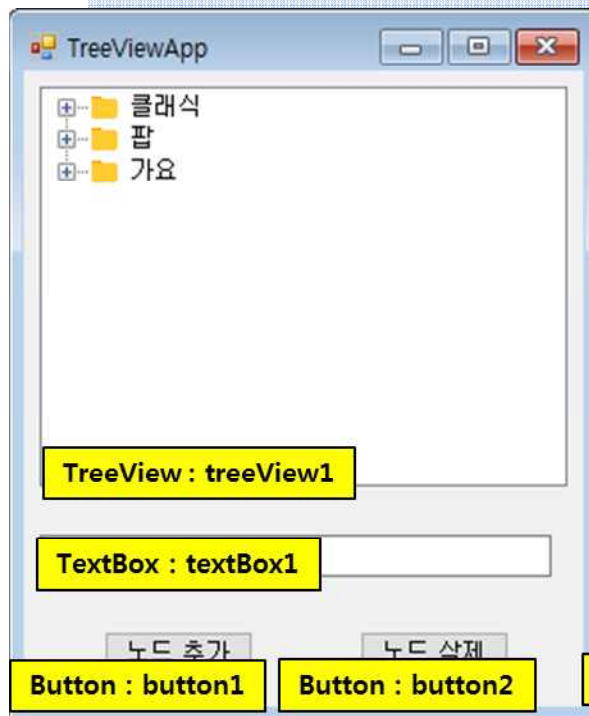 TreeViewApp
클래식
팝
가요
TreeView : treeView1
TextBox : textBox1
노드 추가
노드 삭제
Button : button1
Button : button2